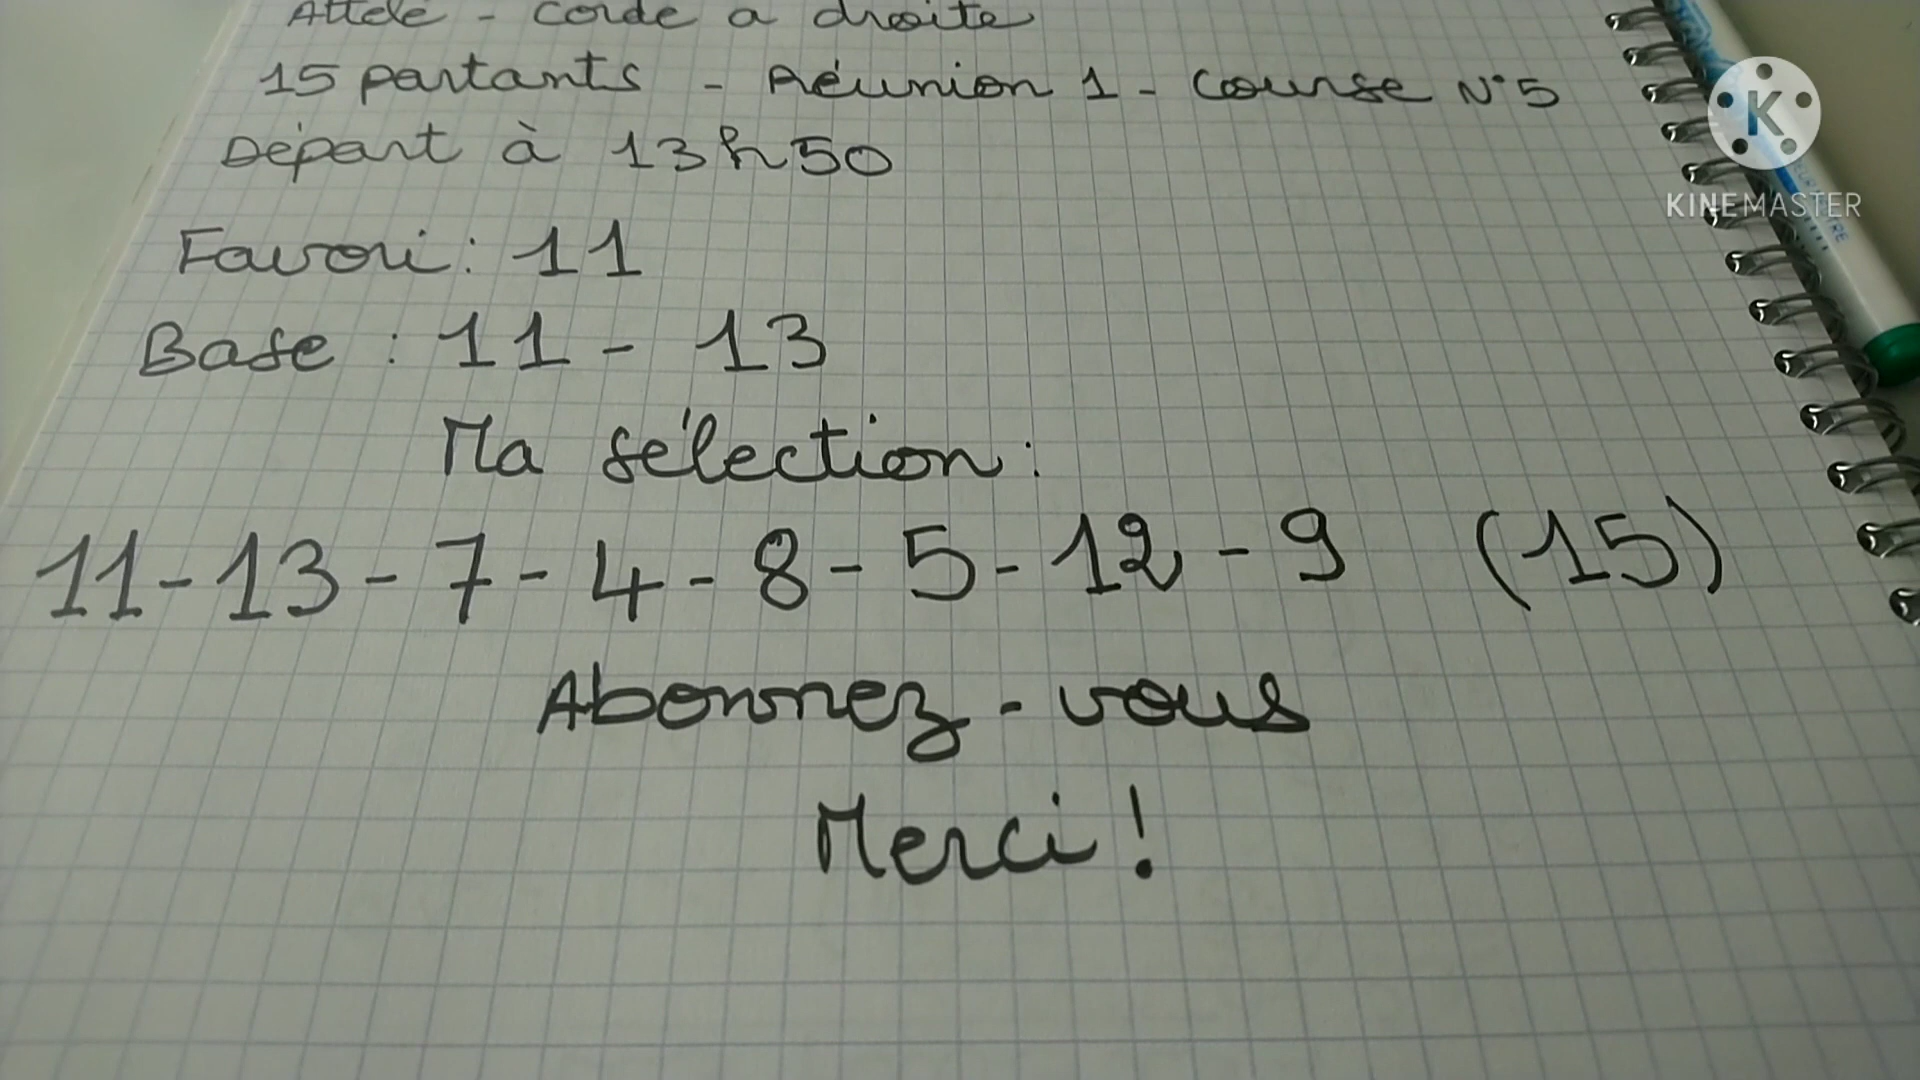 Attelé - Corde a droite
15 partants - Réunion 1 - Course N°5
Départ à 13h50
Favori : 11
Base : 11 - 13
Ma sélection :
11 - 13 - 7 - 4 - 8 - 5 - 12 - 9 (15)
Abonnez-vous
Merci !
K
KINEMASTER